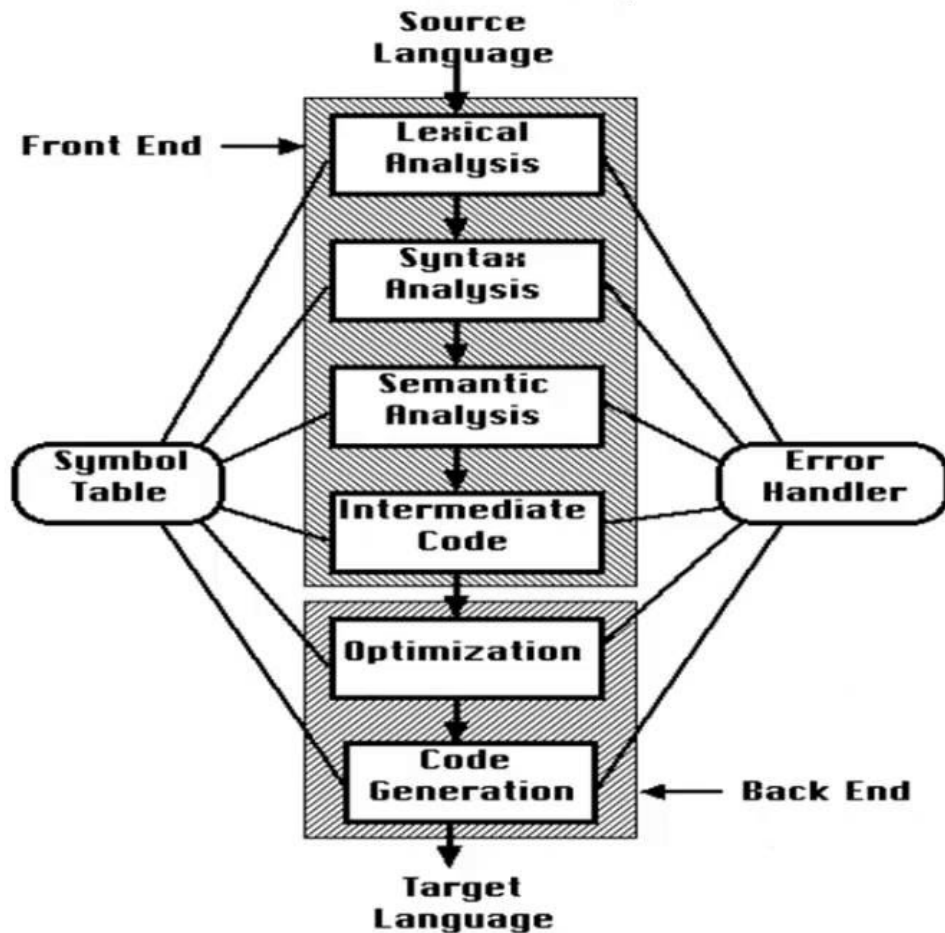 Source
Language
Front End
Lexical
Analysis
Syntax
Analysis
Semantic
Analysis
Symbol
Table
Error
Handler
Intermediate
Code
Optimization
Code
Generation
Back End
Target
Language